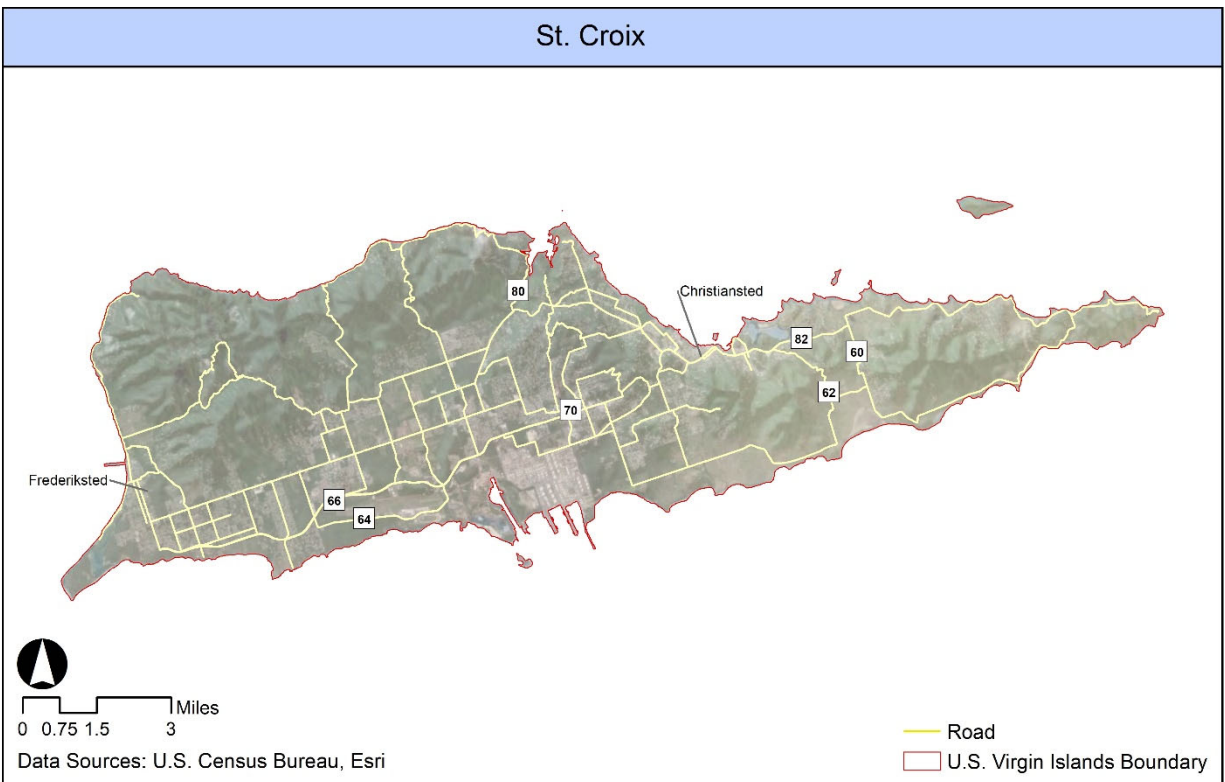 St. Croix
80
Christiansted
82
60
62
70
Frederiksted
66
64
Miles
0 0.75 1.5 3
Data Sources: U.S. Census Bureau, Esri
Road
U.S. Virgin Islands Boundary